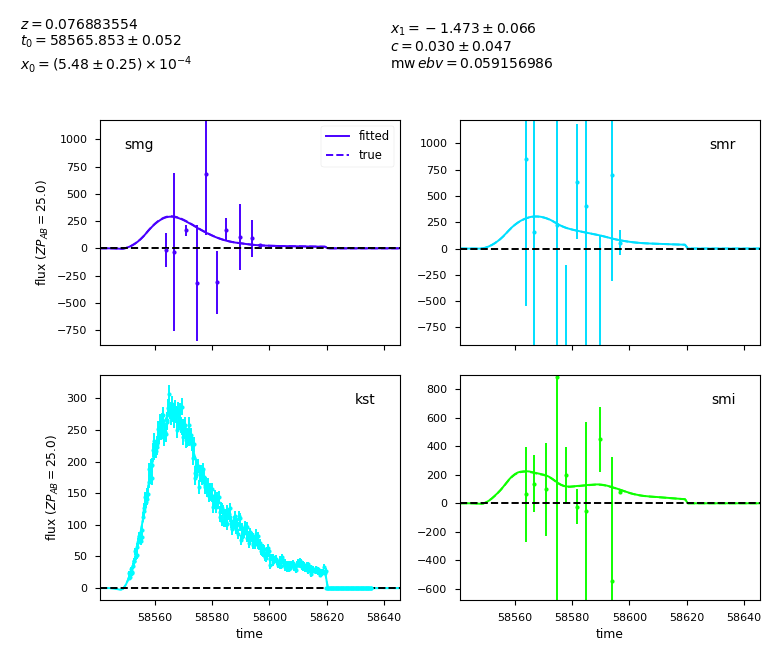 z = 0.076883554
t₀ = 58565.853 ± 0.052
x₀ = (5.48 ± 0.25) × 10⁻⁴
x₁ = −1.473 ± 0.066
c = 0.030 ± 0.047
mw ebv = 0.059156986
smg
fitted
true
1000
750
500
250
0
−250
−500
−750
flux (ZP_AB = 25.0)
smr
1000
750
500
250
0
−250
−500
−750
kst
300
250
200
150
100
50
0
flux (ZP_AB = 25.0)
58560 58580 58600 58620 58640
time
smi
800
600
400
200
0
−200
−400
−600
58560 58580 58600 58620 58640
time